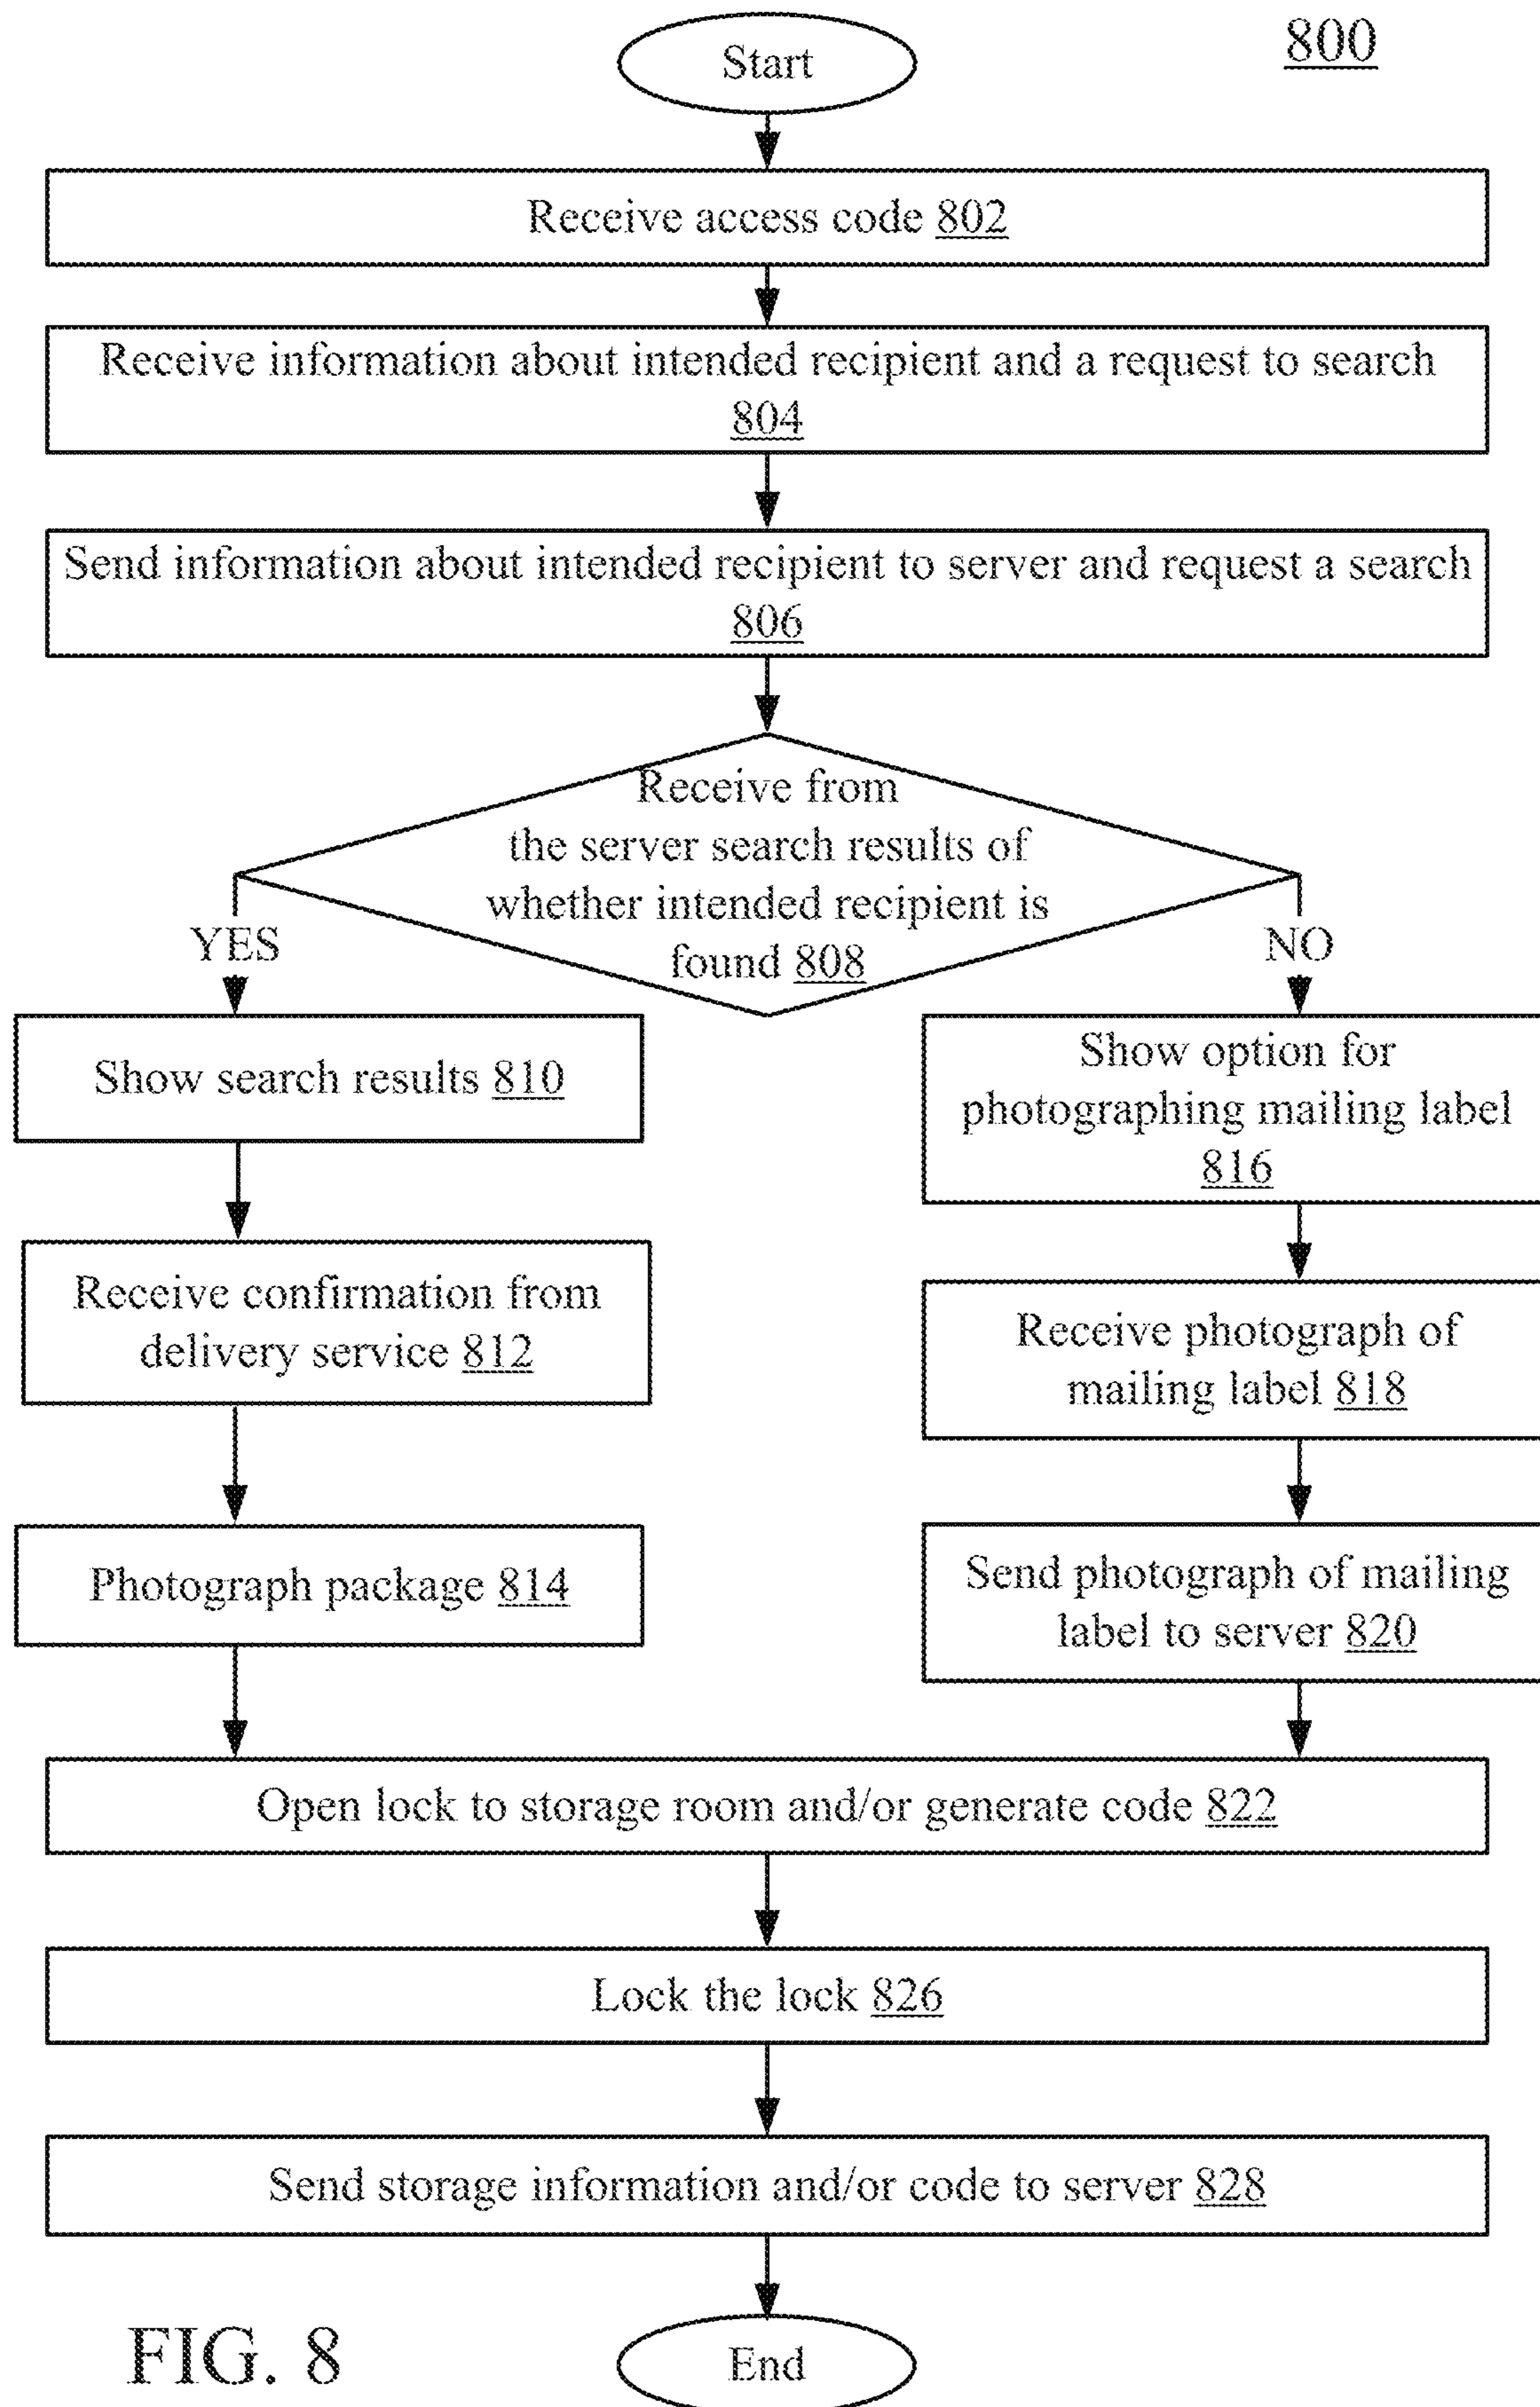 800
Start
Receive access code 802
Receive information about intended recipient and a request to search
804
Send information about intended recipient to server and request a search
806
Receive from
the server search results of
whether intended recipient is
found 808
YES
NO
Show search results 810
Receive confirmation from
delivery service 812
Photograph package 814
Show option for
photographing mailing label
816
Receive photograph of
mailing label 818
Send photograph of mailing
label to server 820
Open lock to storage room and/or generate code 822
Lock the lock 826
Send storage information and/or code to server 828
End
FIG. 8